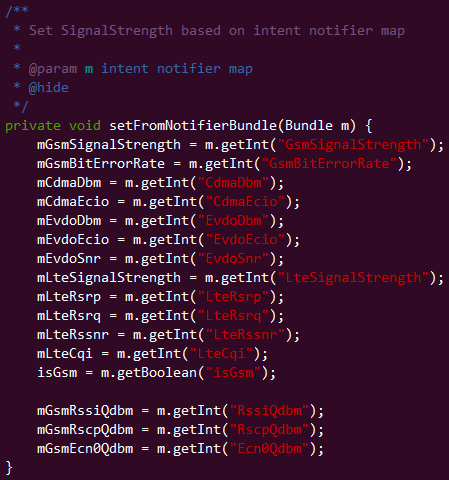 /**
 * Set SignalStrength based on intent notifier map
 *
 * @param m intent notifier map
 * @hide
 */
private void setFromNotifierBundle(Bundle m) {
    mGsmSignalStrength = m.getInt("GsmSignalStrength");
    mGsmBitErrorRate = m.getInt("GsmBitErrorRate");
    mCdmaDbm = m.getInt("CdmaDbm");
    mCdmaEcio = m.getInt("CdmaEcio");
    mEvdoDbm = m.getInt("EvdoDbm");
    mEvdoEcio = m.getInt("EvdoEcio");
    mEvdoSnr = m.getInt("EvdoSnr");
    mLteSignalStrength = m.getInt("LteSignalStrength");
    mLteRsrp = m.getInt("LteRsrp");
    mLteRsrq = m.getInt("LteRsrq");
    mLteRssnr = m.getInt("LteRssnr");
    mLteCqi = m.getInt("LteCqi");
    isGsm = m.getBoolean("isGsm");

    mGsmRssiQdbm = m.getInt("RssiQdbm");
    mGsmRscpQdbm = m.getInt("RscpQdbm");
    mGsmEcn0Qdbm = m.getInt("Ecn0Qdbm");
}